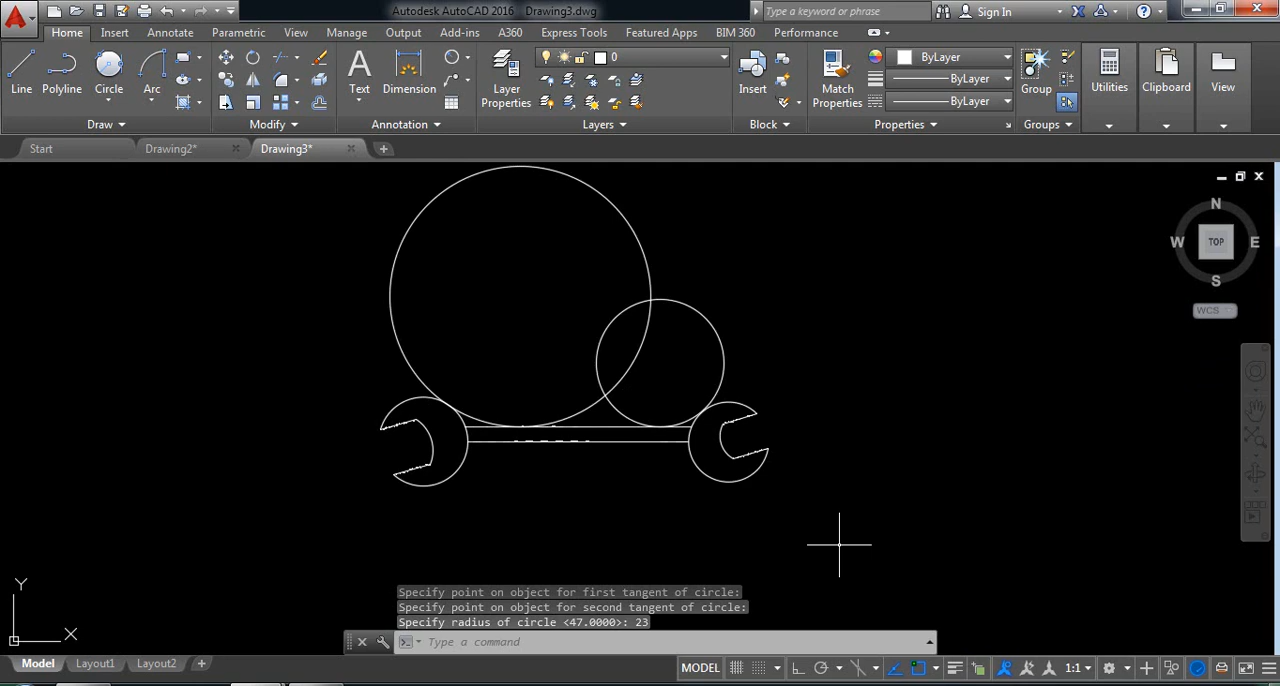 Autodesk AutoCAD 2016 Drawing3.dwg
Type a keyword or phrase
Sign In
Home Insert Annotate Parametric View Manage Output Add-ins A360 Express Tools Featured Apps BIM 360 Performance
0
ByLayer
ByLayer
ByLayer
Line Polyline Circle Arc Text Dimension Layer Properties Insert Match Properties Group Utilities Clipboard View
Draw Modify Annotation Layers Block Properties Groups
Start Drawing2* Drawing3*
N
W TOP E
S
WCS
Y
X
Specify point on object for first tangent of circle:
Specify point on object for second tangent of circle:
Specify radius of circle <47.0000>: 23
Type a command
Model Layout1 Layout2 MODEL 1:1